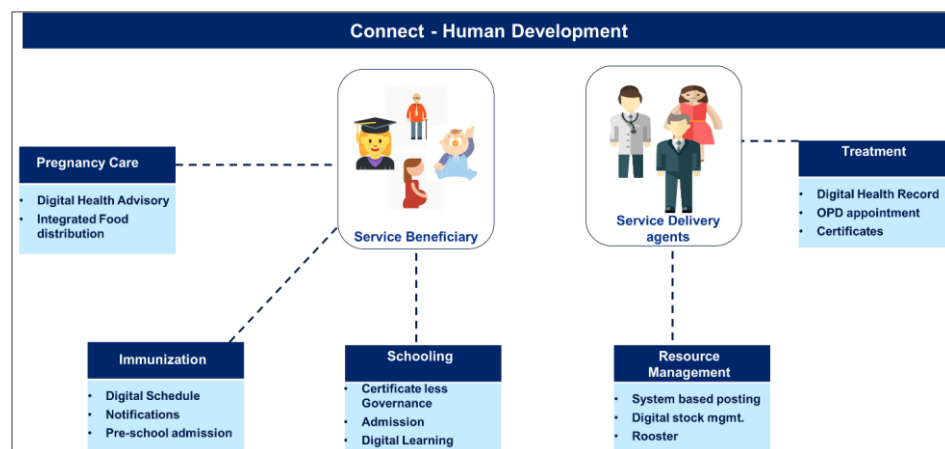 Connect - Human Development
Service Beneficiary
Service Delivery
agents
Pregnancy Care
• Digital Health Advisory
• Integrated Food
distribution
Treatment
• Digital Health Record
• OPD appointment
• Certificates
Immunization
• Digital Schedule
• Notifications
• Pre-school admission
Schooling
• Certificate less
Governance
• Admission
• Digital Learning
Resource
Management
• System based posting
• Digital stock mgmt.
• Rooster